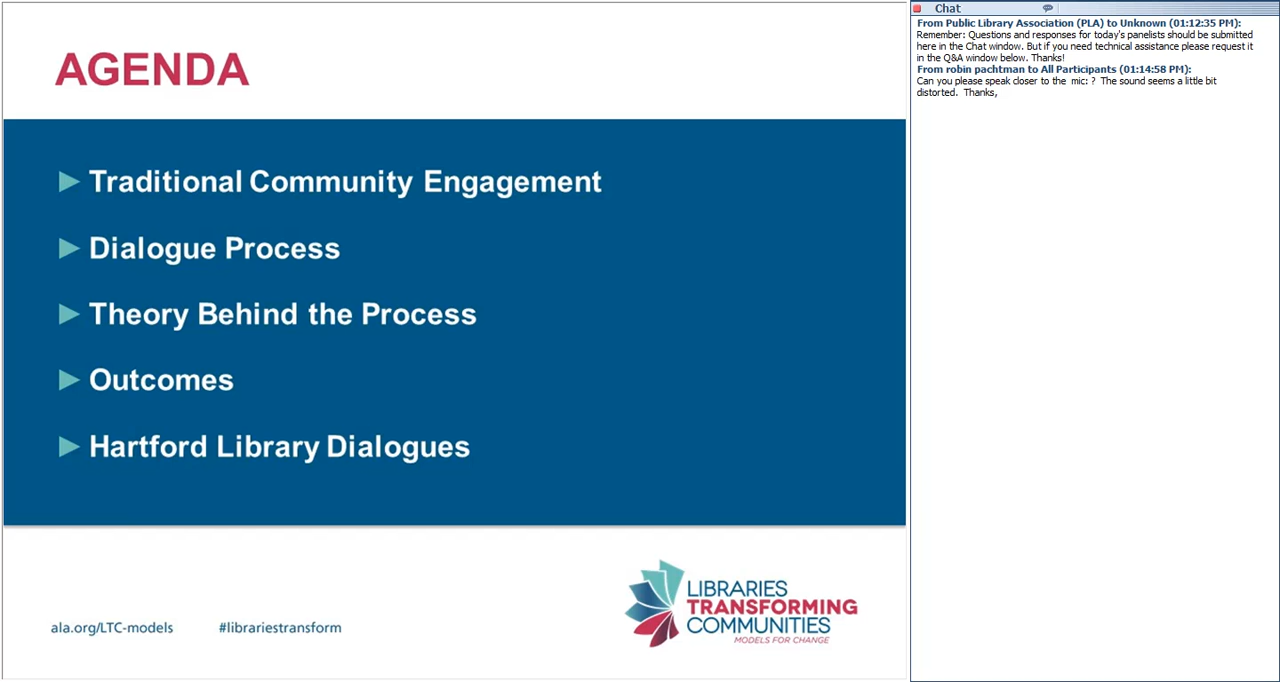 AGENDA
Traditional Community Engagement
Dialogue Process
Theory Behind the Process
Outcomes
Hartford Library Dialogues
ala.org/LTC-models
#librariestransform
LIBRARIES
TRANSFORMING
COMMUNITIES
MODELS FOR CHANGE
Chat
From Public Library Association (PLA) to Unknown (01:12:35 PM):
Remember: Questions and responses for today's panelists should be submitted
here in the Chat window. But if you need technical assistance please request it
in the Q&A window below. Thanks!
From robin pachtman to All Participants (01:14:58 PM):
Can you please speak closer to the mic: ? The sound seems a little bit
distorted. Thanks,